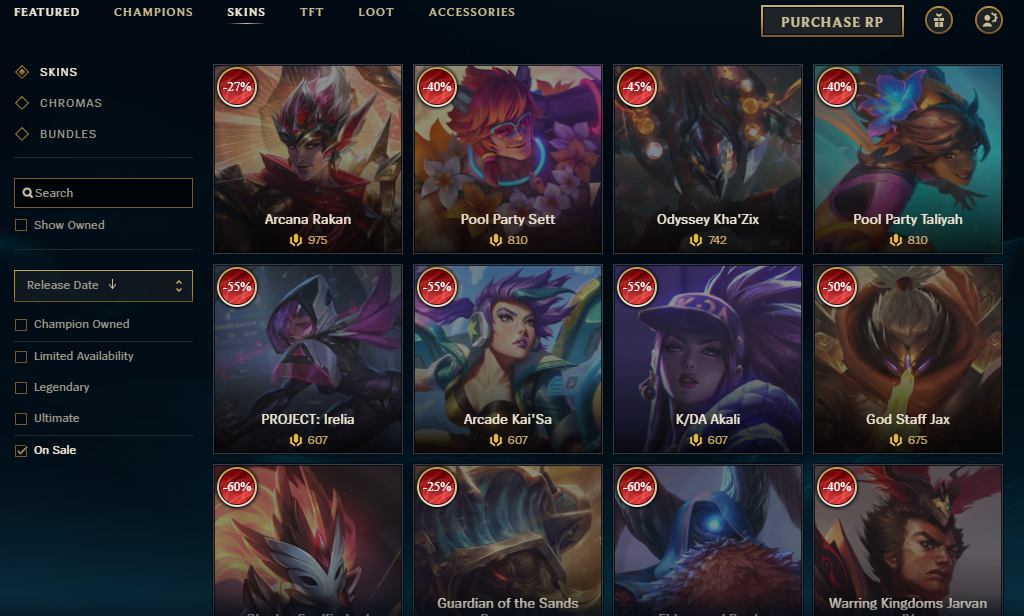 FEATURED CHAMPIONS SKINS TFT LOOT ACCESSORIES
PURCHASE RP
SKINS
CHROMAS
BUNDLES
Search
Show Owned
Release Date ↓
Champion Owned
Limited Availability
Legendary
Ultimate
On Sale
-27%
Arcana Rakan
975
-40%
Pool Party Sett
810
-45%
Odyssey Kha'Zix
742
-40%
Pool Party Taliyah
810
-55%
PROJECT: Irelia
607
-55%
Arcade Kai'Sa
607
-55%
K/DA Akali
607
-50%
God Staff Jax
675
-60%
-25%
Guardian of the Sands
-60%
-40%
Warring Kingdoms Jarvan